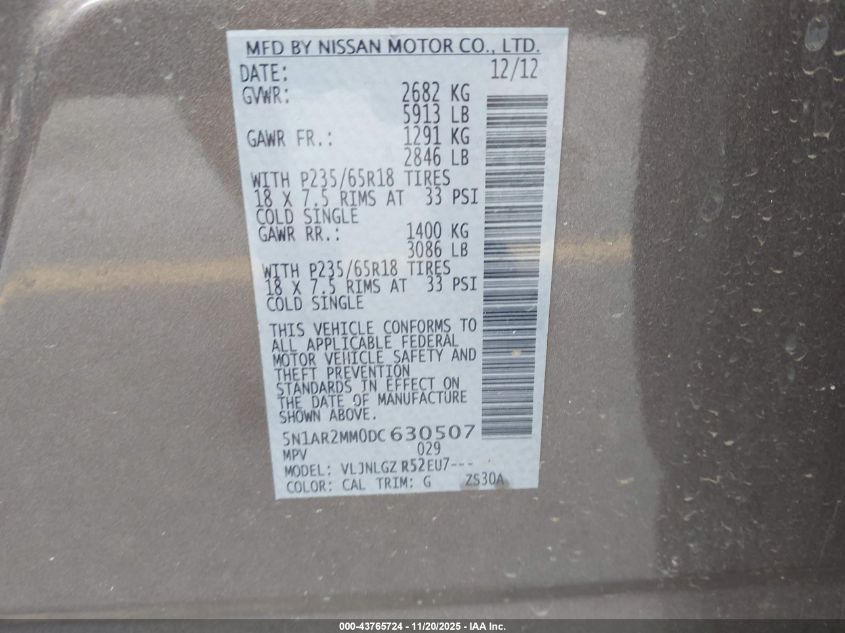 MFD BY NISSAN MOTOR CO., LTD.
DATE: 12/12
GVWR: 2682 KG
5913 LB
GAWR FR.: 1291 KG
2846 LB
WITH P235/65R18 TIRES
18 X 7.5 RIMS AT 33 PSI
COLD SINGLE
GAWR RR.: 1400 KG
3086 LB
WITH P235/65R18 TIRES
18 X 7.5 RIMS AT 33 PSI
COLD SINGLE
THIS VEHICLE CONFORMS TO
ALL APPLICABLE FEDERAL
MOTOR VEHICLE SAFETY AND
THEFT PREVENTION
STANDARDS IN EFFECT ON
THE DATE OF MANUFACTURE
SHOWN ABOVE.
5N1AR2MM0DC 630507
MPV 029
MODEL: VLJNLGZ R52EU7---
COLOR: CAL TRIM: G ZS30A
000-43765724 - 11/20/2025 - IAA Inc.